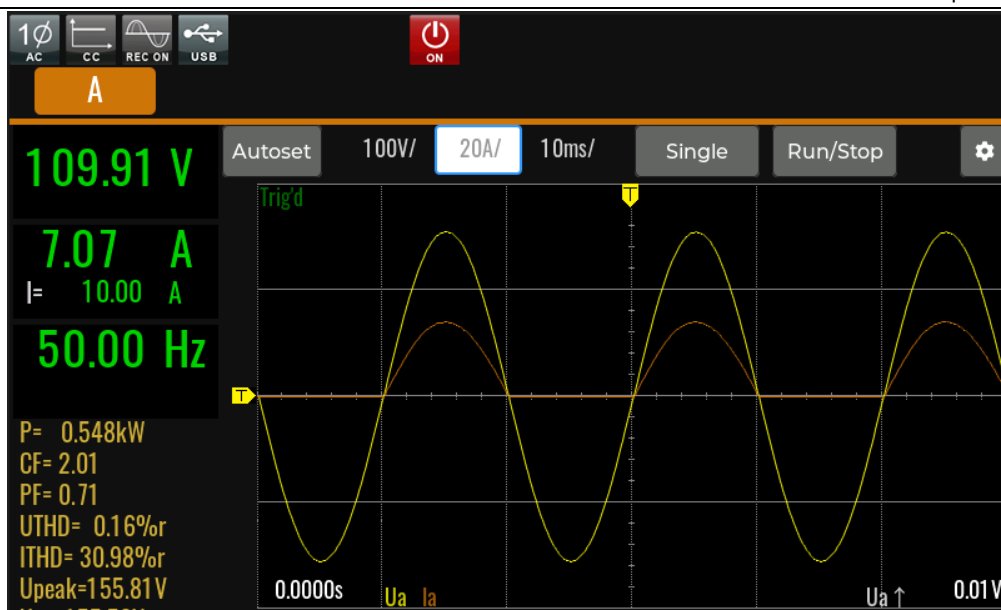 1Ø
AC
CC
REC ON
USB
ON
A
109.91 V
Autoset
100V/
20A/
10ms/
Single
Run/Stop
Trig'd
T
7.07 A
I= 10.00 A
50.00 Hz
T
P= 0.548kW
CF= 2.01
PF= 0.71
UTHD= 0.16%r
ITHD= 30.98%r
Upeak=155.81V
0.0000s
Ua Ia
Ua↑
0.01V